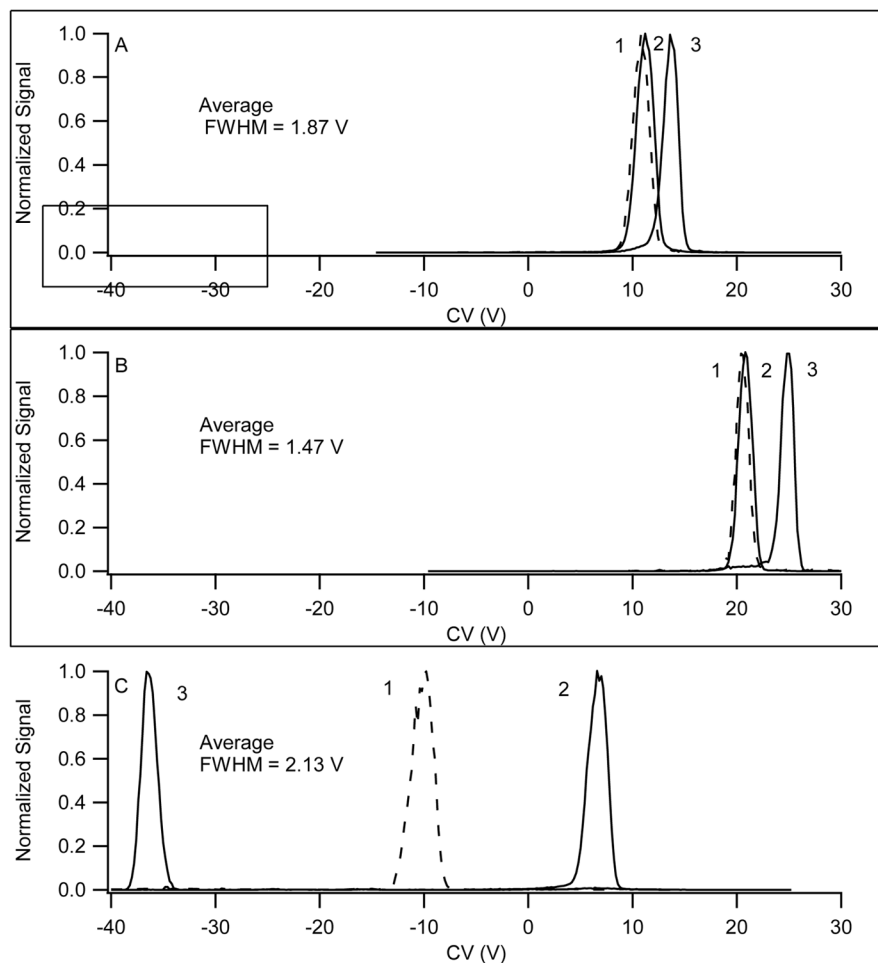 A
1.0
0.8
0.6
0.4
0.2
0.0
Normalized Signal
Average
FWHM = 1.87 V
1 2 3
-40 -30 -20 -10 0 10 20 30
CV (V)
B
1.0
0.8
0.6
0.4
0.2
0.0
Normalized Signal
Average
FWHM = 1.47 V
1 2 3
-40 -30 -20 -10 0 10 20 30
CV (V)
C
1.0
0.8
0.6
0.4
0.2
0.0
Normalized Signal
3 1 2
Average
FWHM = 2.13 V
-40 -30 -20 -10 0 10 20 30
CV (V)